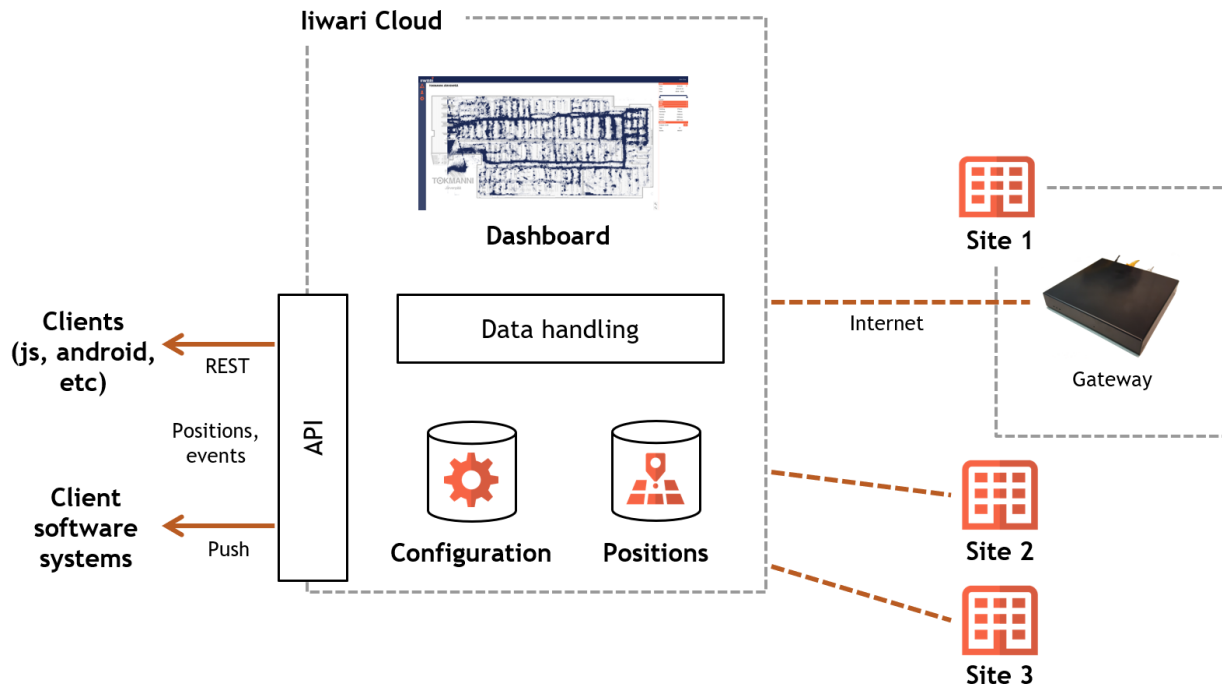 Iiwari Cloud
TOKMANNI
Dashboard
Site 1
Clients
(js, android,
etc)
REST
Data handling
Internet
Gateway
Positions,
events
API
Client
software
systems
Push
Configuration
Positions
Site 2
Site 3